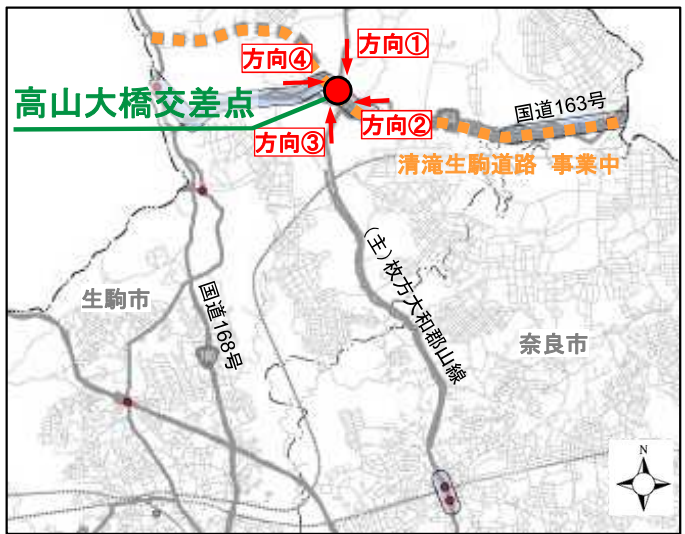 方向①
方向④
高山大橋交差点
国道163号
方向②
方向③
清滝生駒道路 事業中
(主)枚方大和郡山線
生駒市
国道168号
奈良市
N